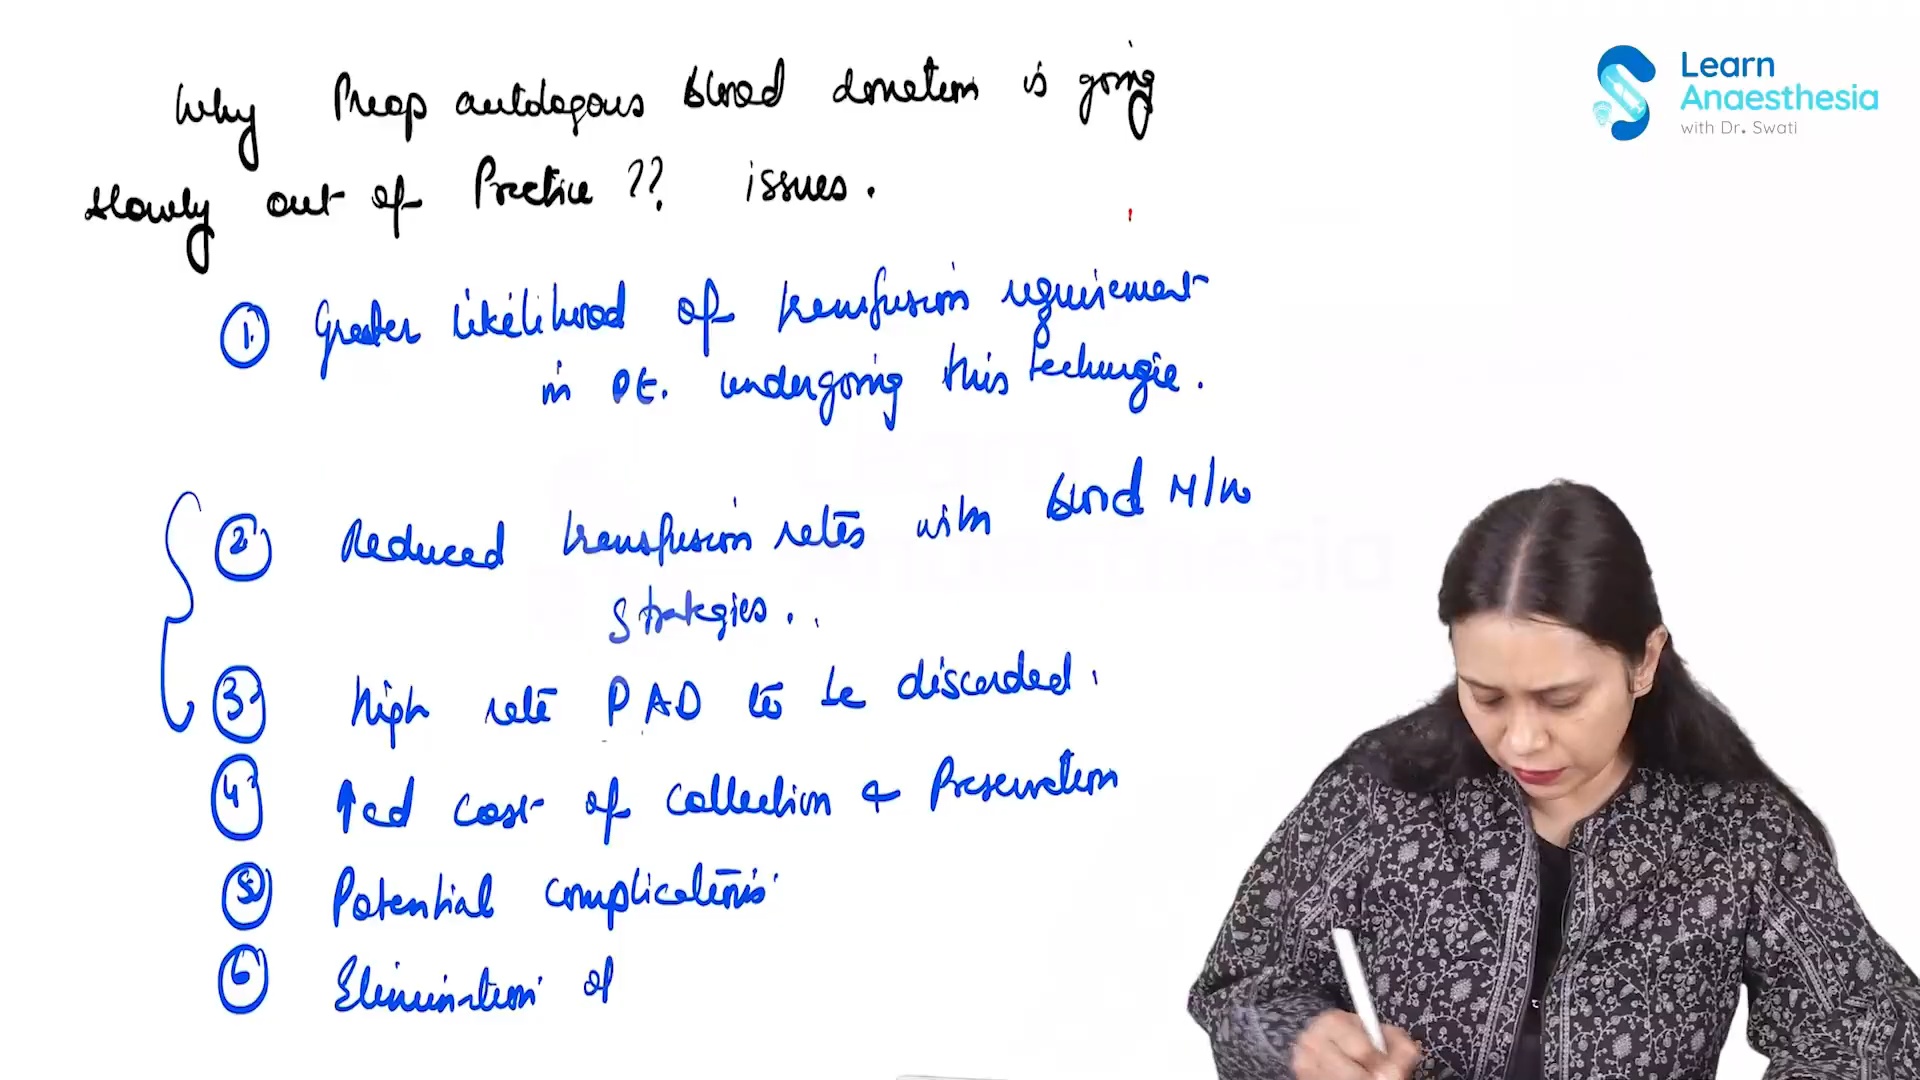 Why Preop autologous blood donation is going
slowly out of Practice ?? issues.
1. Greater likelihood of transfusion requirement
in pt. undergoing this technique.
2. Reduced transfusion rates with blood M/n
Strategies..
3. high rate PAD to be discarded.
4. ↑ed cost of collection & Preservation
5. Potential complications
6. Elimination of
Learn
Anaesthesia
with Dr. Swati